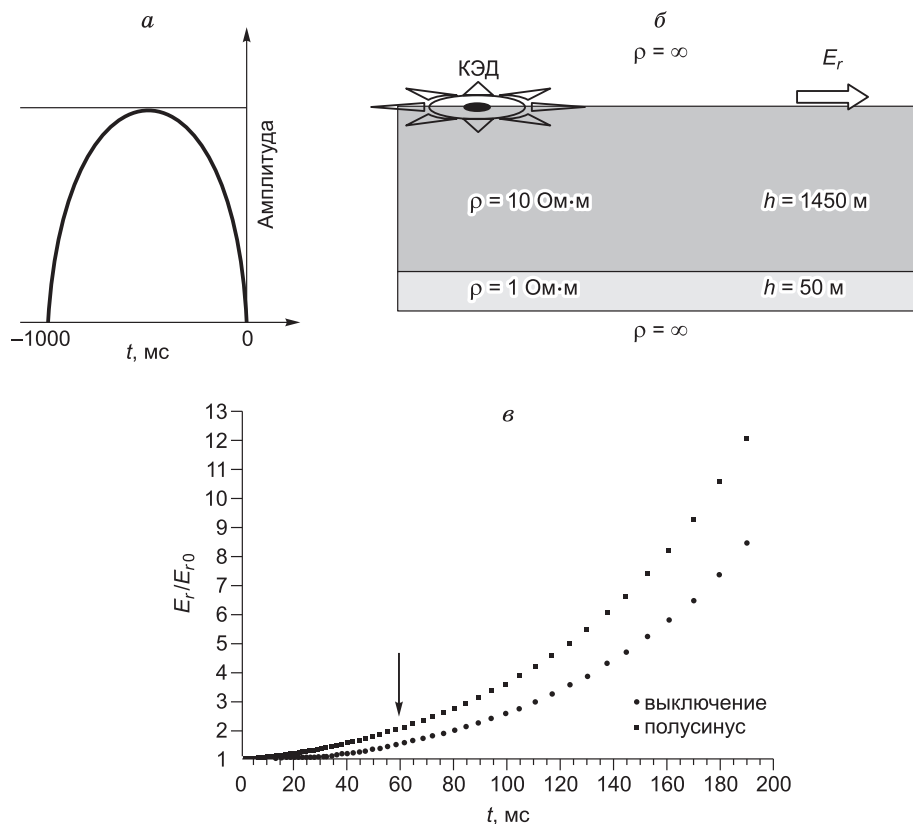 а
Амплитуда
–1000
0
t, мс
б
ρ = ∞
КЭД
E_r
ρ = 10 Ом·м
h = 1450 м
ρ = 1 Ом·м
h = 50 м
ρ = ∞
в
E_r/E_r0
13
12
11
10
9
8
7
6
5
4
3
2
1
выключение
полусинус
0 20 40 60 80 100 120 140 160 180 200
t, мс